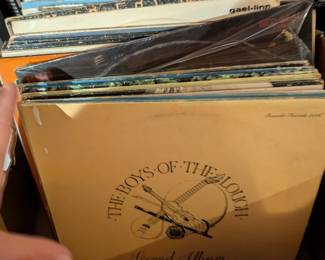 gael-linn
THE·BOYS·OF·THE·LOUGH·
Second Album